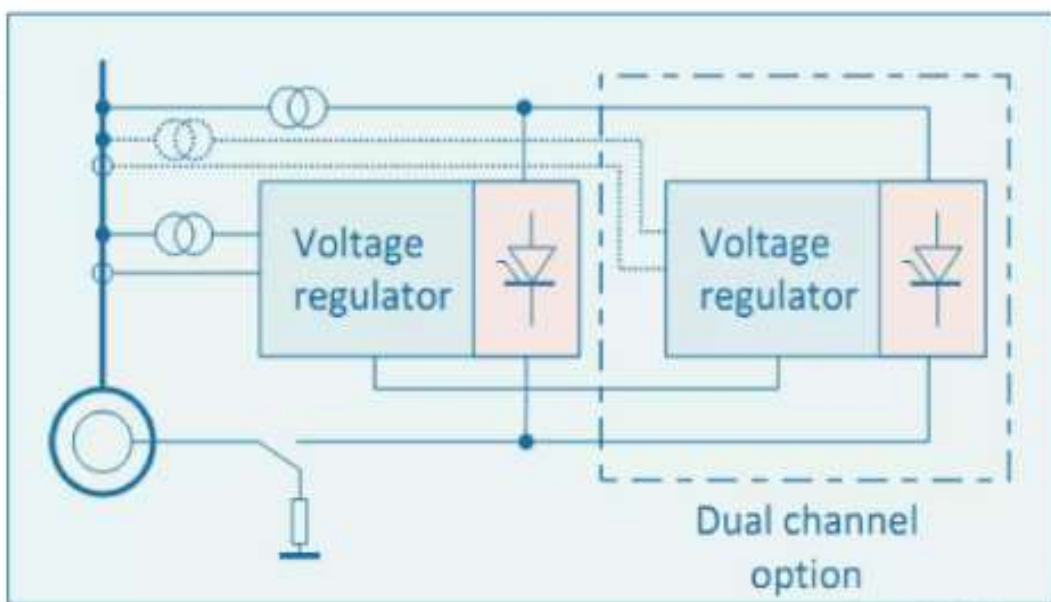 Voltage
regulator
Voltage
regulator
Dual channel
option